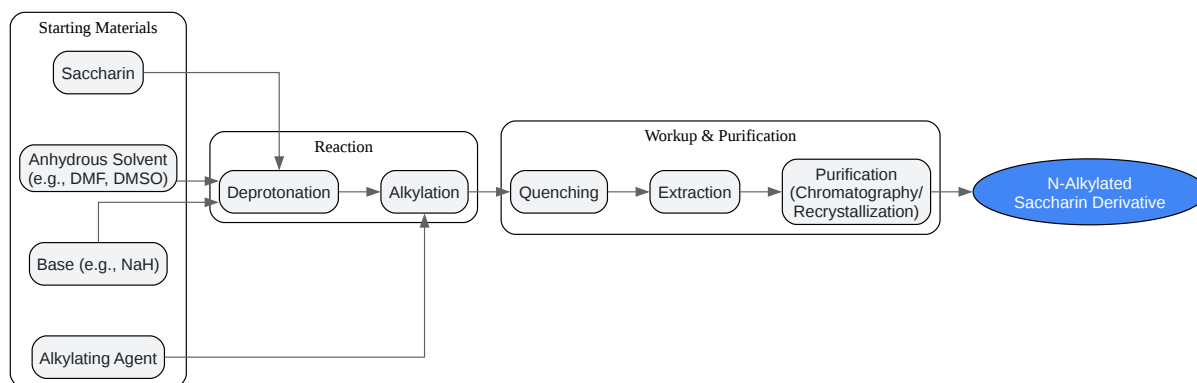 Starting Materials
Saccharin
Anhydrous Solvent
(e.g., DMF, DMSO)
Base (e.g., NaH)
Alkylating Agent
Reaction
Deprotonation
Alkylation
Workup & Purification
Quenching
Extraction
Purification
(Chromatography/
Recrystallization)
N-Alkylated
Saccharin Derivative